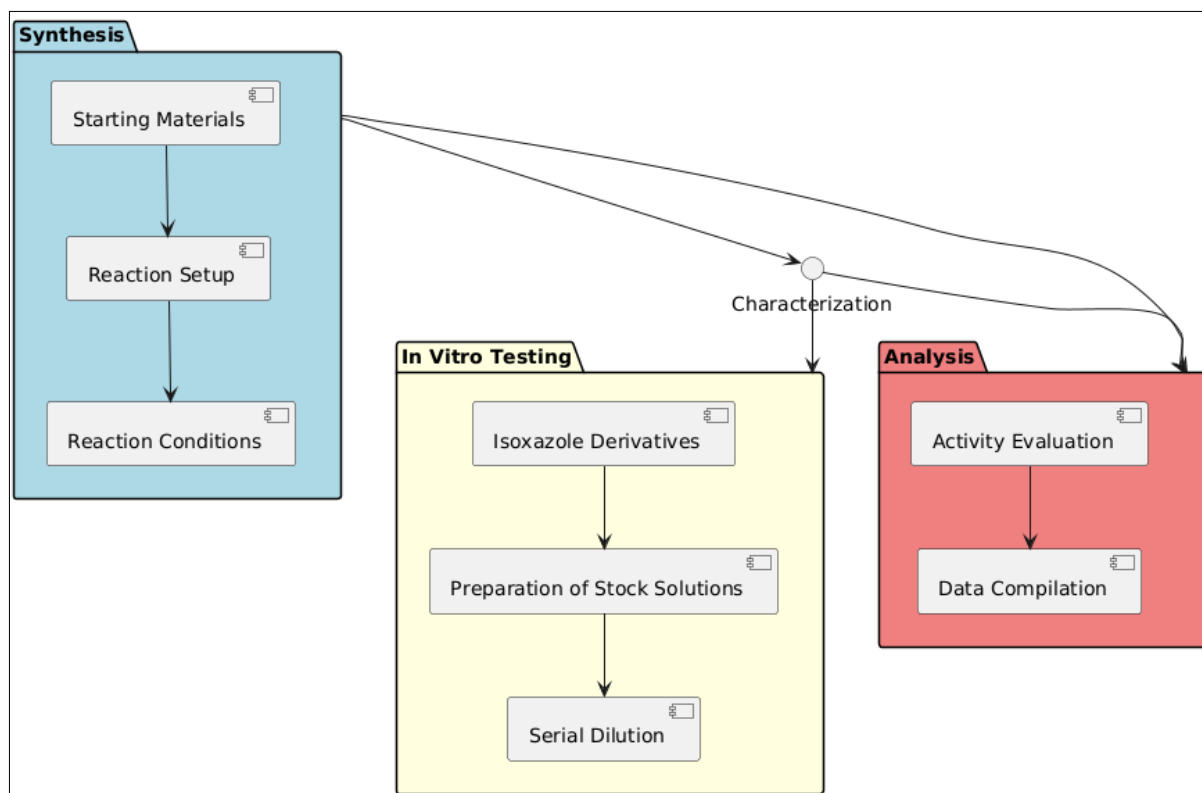 Synthesis
Starting Materials
Reaction Setup
Reaction Conditions
Characterization
In Vitro Testing
Isoxazole Derivatives
Preparation of Stock Solutions
Serial Dilution
Analysis
Activity Evaluation
Data Compilation